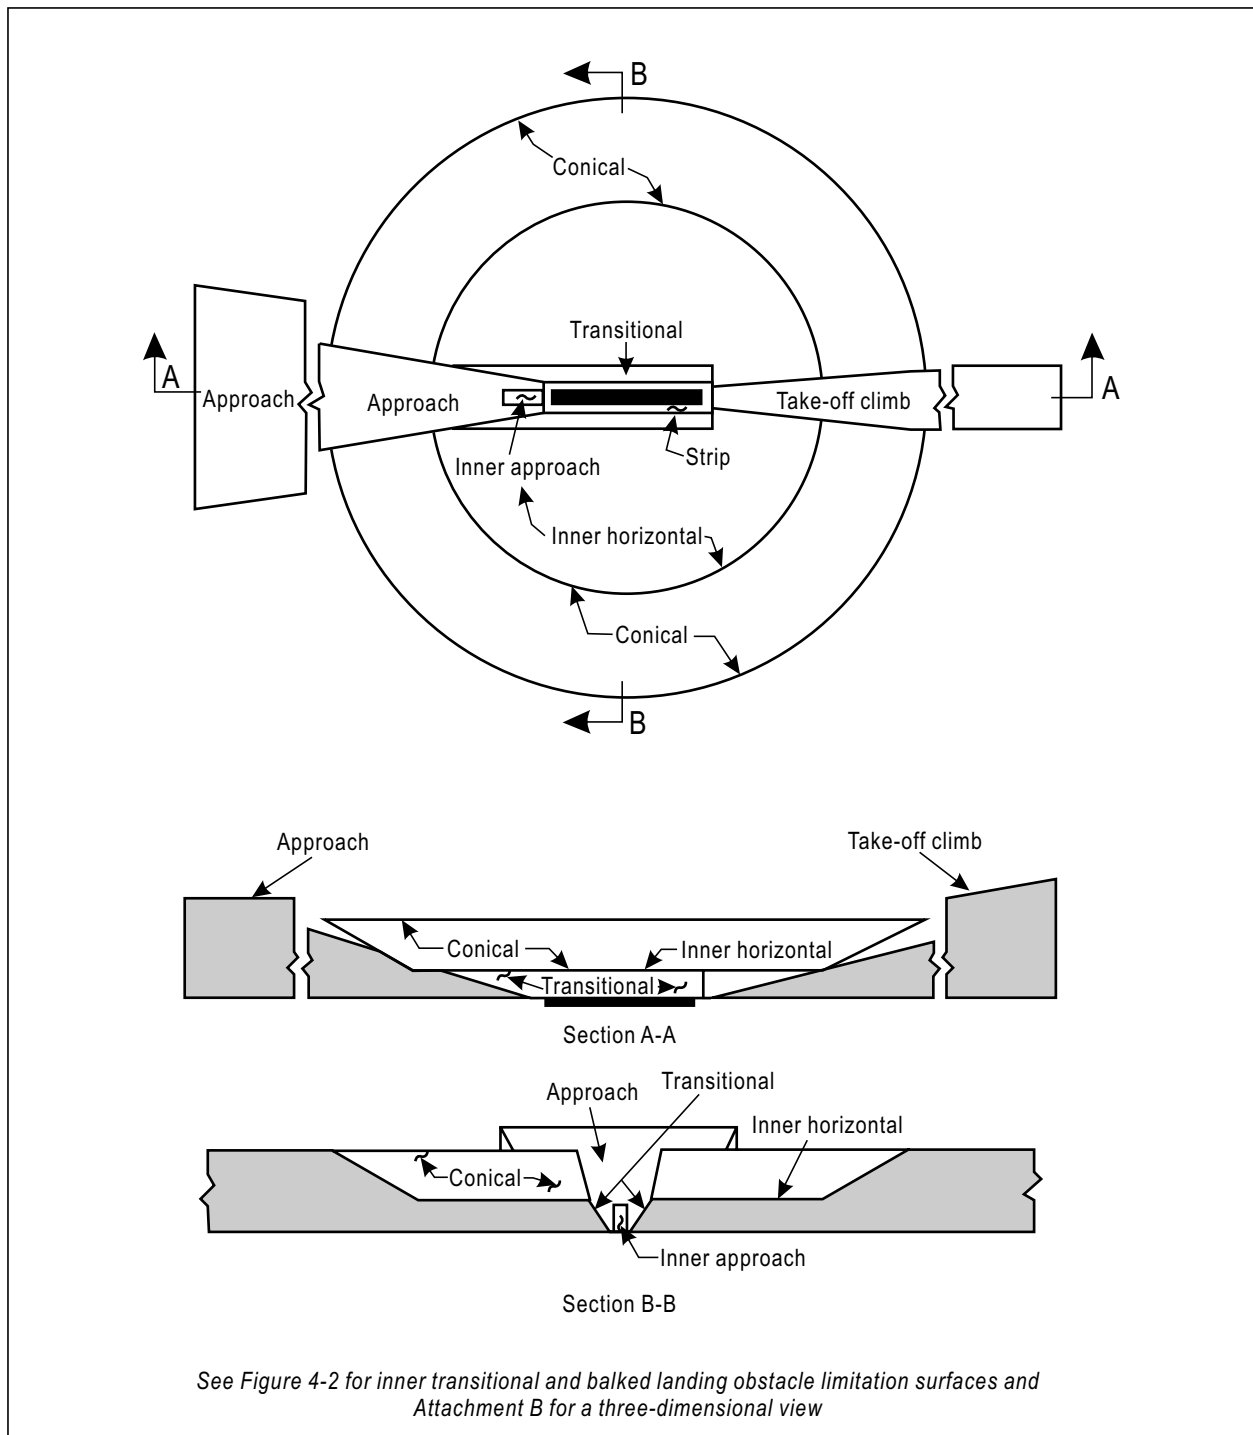 B
Conical
Transitional
A
Approach
Approach
Take-off climb
A
Inner approach
Strip
Inner horizontal
Conical
B
Approach
Take-off climb
Conical
Inner horizontal
Transitional
Section A-A
Approach
Transitional
Inner horizontal
Conical
Inner approach
Section B-B
See Figure 4-2 for inner transitional and balked landing obstacle limitation surfaces and
Attachment B for a three-dimensional view